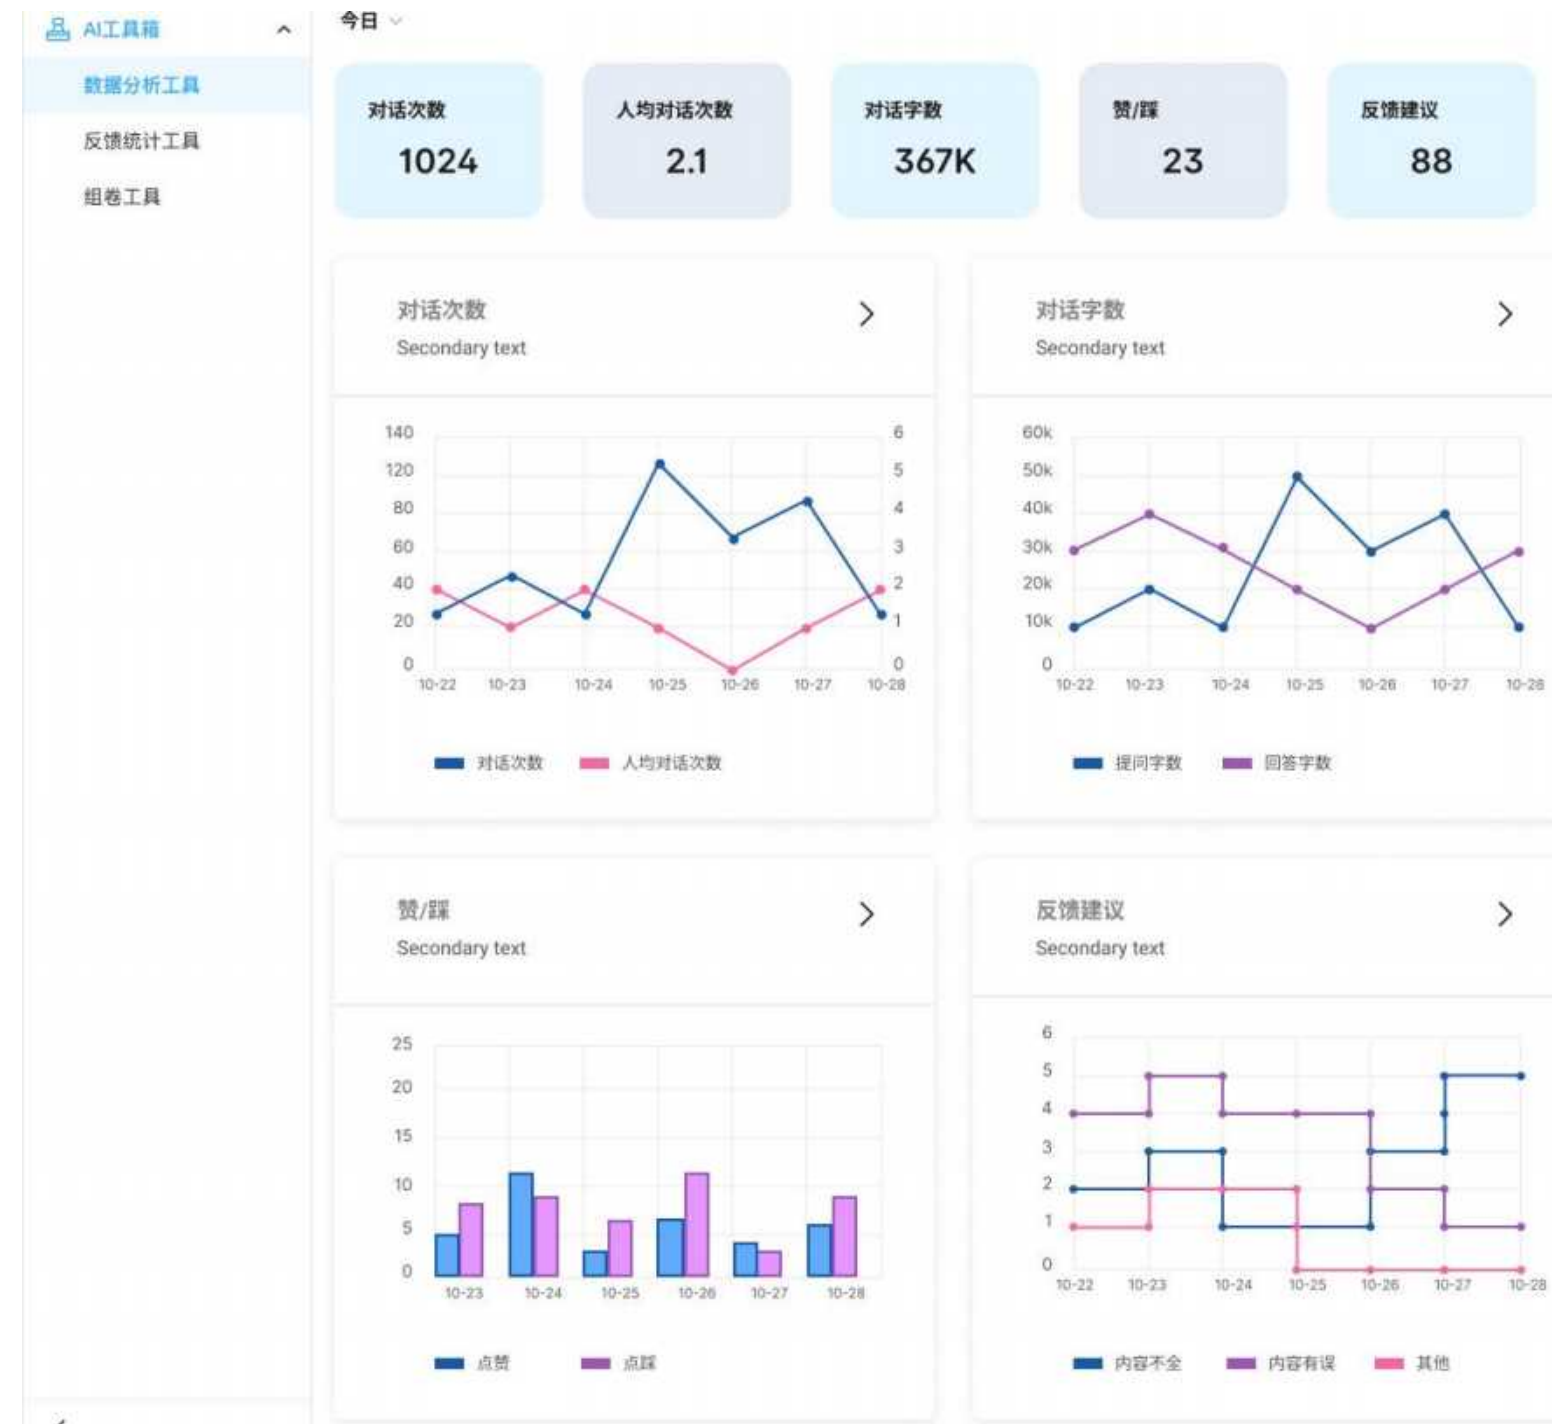 AI工具箱
数据分析工具
反馈统计工具
组卷工具
今日
对话次数
1024
人均对话次数
2.1
对话字数
367K
赞/踩
23
反馈建议
88
对话次数
Secondary text
140
120
80
60
40
20
0
6
5
4
3
2
1
0
10-22 10-23 10-24 10-25 10-26 10-27 10-28
对话次数 人均对话次数
对话字数
Secondary text
60k
50k
40k
30k
20k
10k
0
10-22 10-23 10-24 10-25 10-26 10-27 10-28
提问字数 回答字数
赞/踩
Secondary text
25
20
15
10
5
0
10-23 10-24 10-25 10-26 10-27 10-28
点赞 点踩
反馈建议
Secondary text
6
5
4
3
2
1
0
10-22 10-23 10-24 10-25 10-26 10-27 10-28
内容不全 内容有误 其他